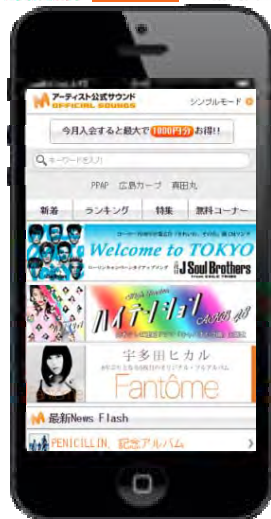 アーティスト公式サウンド
OFFICIAL SOUNDS
シンプルモード
今月入会すると最大で1000円分お得!!
キーワードを入力
PPAP 広島カープ 真田丸
新着 ランキング 特集 無料コーナー
Welcome to TOKYO
J Soul Brothers
ハイテンション
AKB48
宇多田ヒカル
Fantôme
最新News Flash
PENICILLIN、記念アルバム